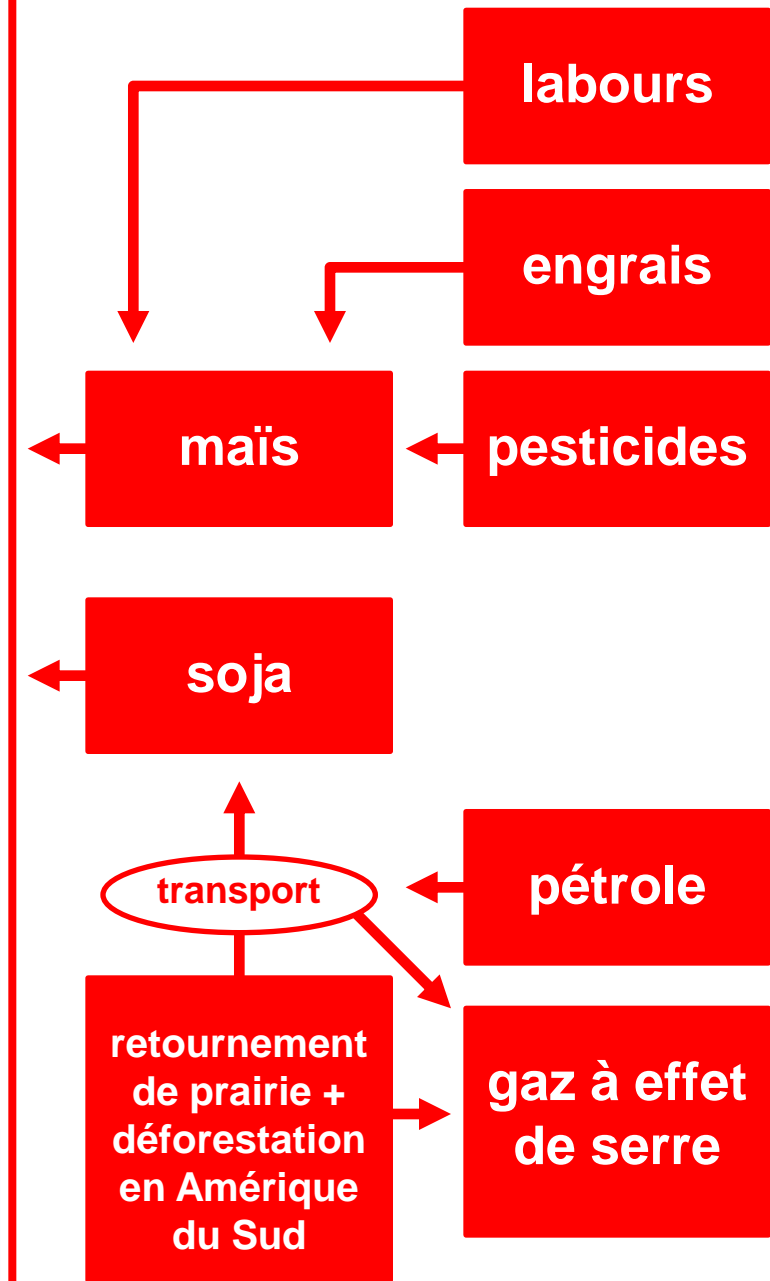 labours
engrais
maïs
pesticides
soja
transport
pétrole
retournement
de prairie +
déforestation
en Amérique
du Sud
gaz à effet
de serre